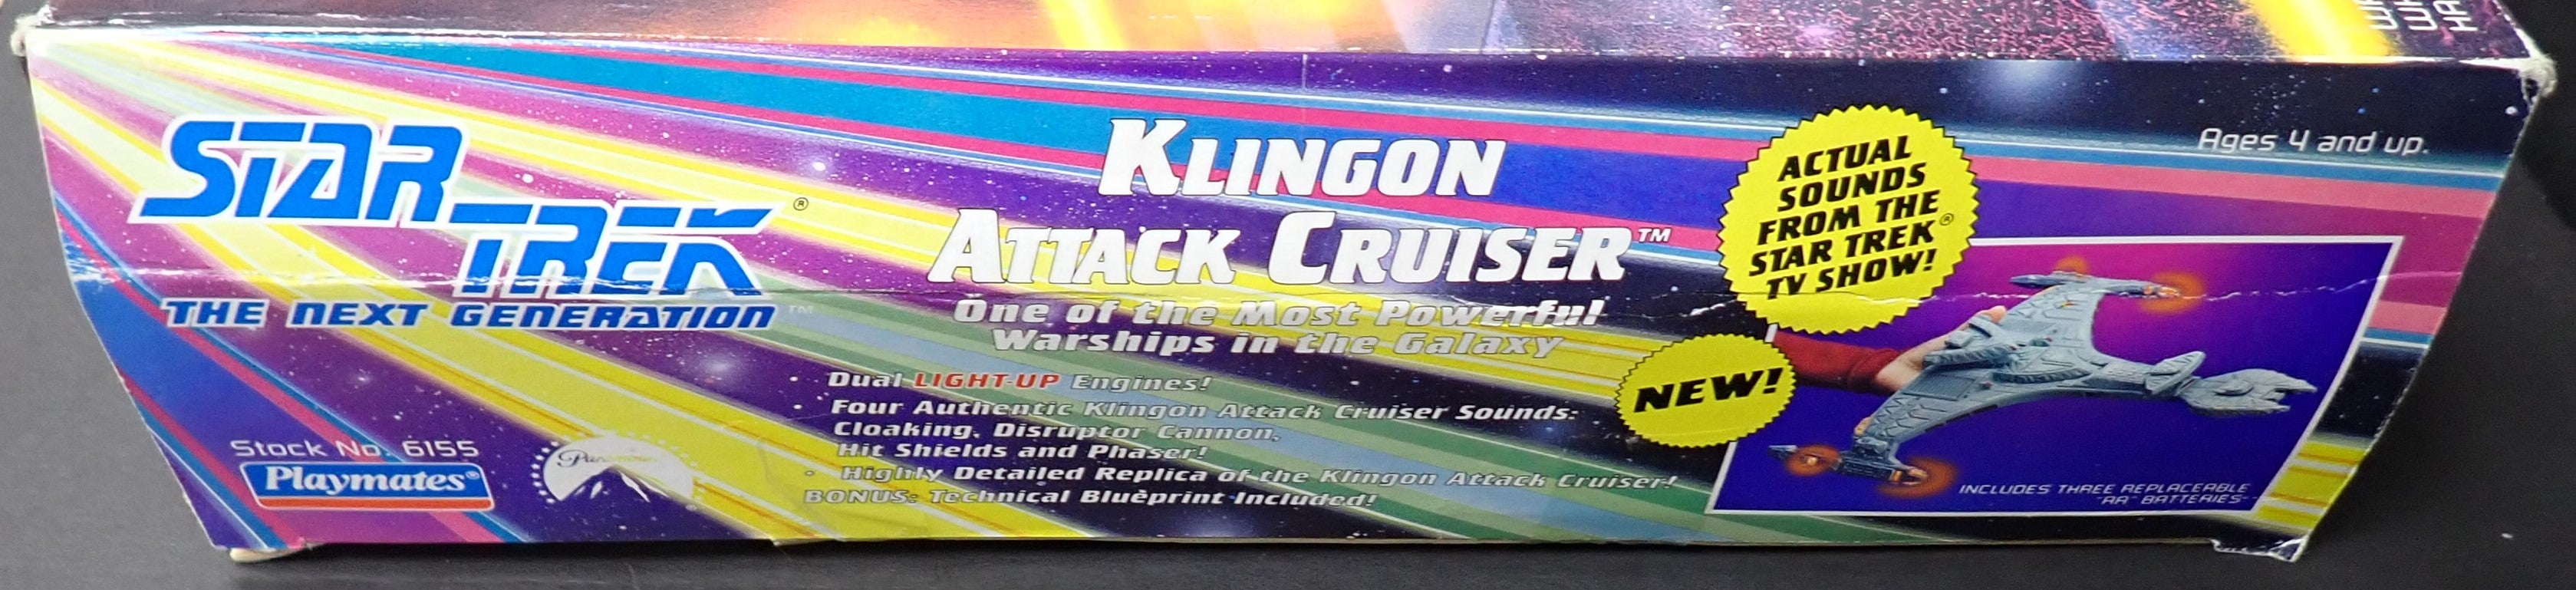 STAR
TREK®
THE NEXT GENERATION™
Stock No. 6155
Playmates®
Paramount
®
KLINGON
ATTACK CRUISER™
One of the Most Powerful
Warships in the Galaxy
• Dual LIGHT-UP Engines!
Four Authentic Klingon Attack Cruiser Sounds:
Cloaking, Disruptor Cannon,
Hit Shields and Phaser!
• Highly Detailed Replica of the Klingon Attack Cruiser!
BONUS: Technical Blueprint Included!
ACTUAL
SOUNDS
FROM THE
STAR TREK®
TV SHOW!
NEW!
Ages 4 and up.
INCLUDES THREE REPLACEABLE
"AA" BATTERIES